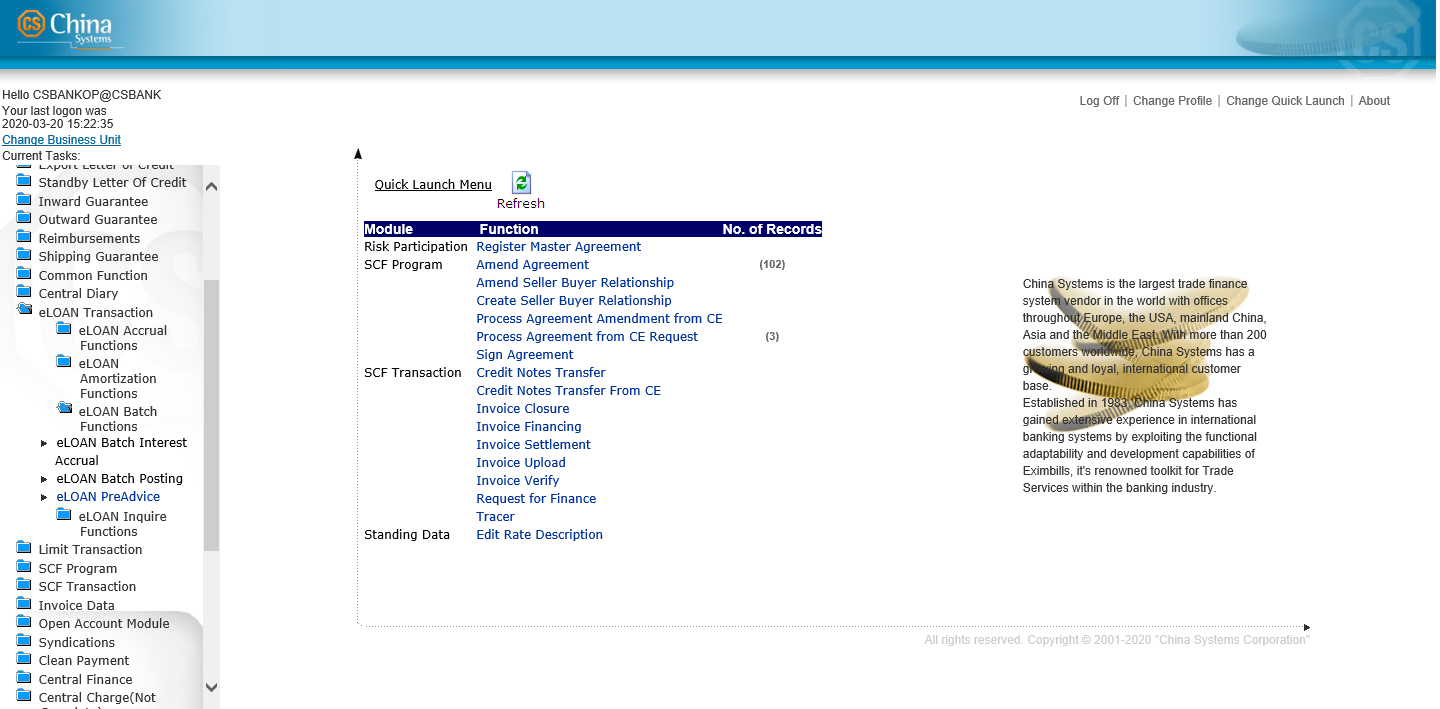 CS China
Systems
Hello CSBANKOP@CSBANK
Your last logon was
2020-03-20 15:22:35
Change Business Unit
Current Tasks:
Log Off | Change Profile | Change Quick Launch | About
Export Letter of Credit
Standby Letter Of Credit
Inward Guarantee
Outward Guarantee
Reimbursements
Shipping Guarantee
Common Function
Central Diary
eLOAN Transaction
eLOAN Accrual
Functions
eLOAN
Amortization
Functions
eLOAN Batch
Functions
eLOAN Batch Interest
Accrual
eLOAN Batch Posting
eLOAN PreAdvice
eLOAN Inquire
Functions
Limit Transaction
SCF Program
SCF Transaction
Invoice Data
Open Account Module
Syndications
Clean Payment
Central Finance
Central Charge(Not
Quick Launch Menu
Refresh
Module Function No. of Records
Risk Participation Register Master Agreement
SCF Program Amend Agreement (102)
Amend Seller Buyer Relationship
Create Seller Buyer Relationship
Process Agreement Amendment from CE
Process Agreement from CE Request (3)
Sign Agreement
SCF Transaction Credit Notes Transfer
Credit Notes Transfer From CE
Invoice Closure
Invoice Financing
Invoice Settlement
Invoice Upload
Invoice Verify
Request for Finance
Tracer
Standing Data Edit Rate Description
China Systems is the largest trade finance
system vendor in the world with offices
throughout Europe, the USA, mainland China,
Asia and the Middle East. With more than 200
customers worldwide, China Systems has a
growing and loyal, international customer
base.
Established in 1983, China Systems has
gained extensive experience in international
banking systems by exploiting the functional
adaptability and development capabilities of
Eximbills, it's renowned toolkit for Trade
Services within the banking industry.
All rights reserved. Copyright © 2001-2020 "China Systems Corporation"